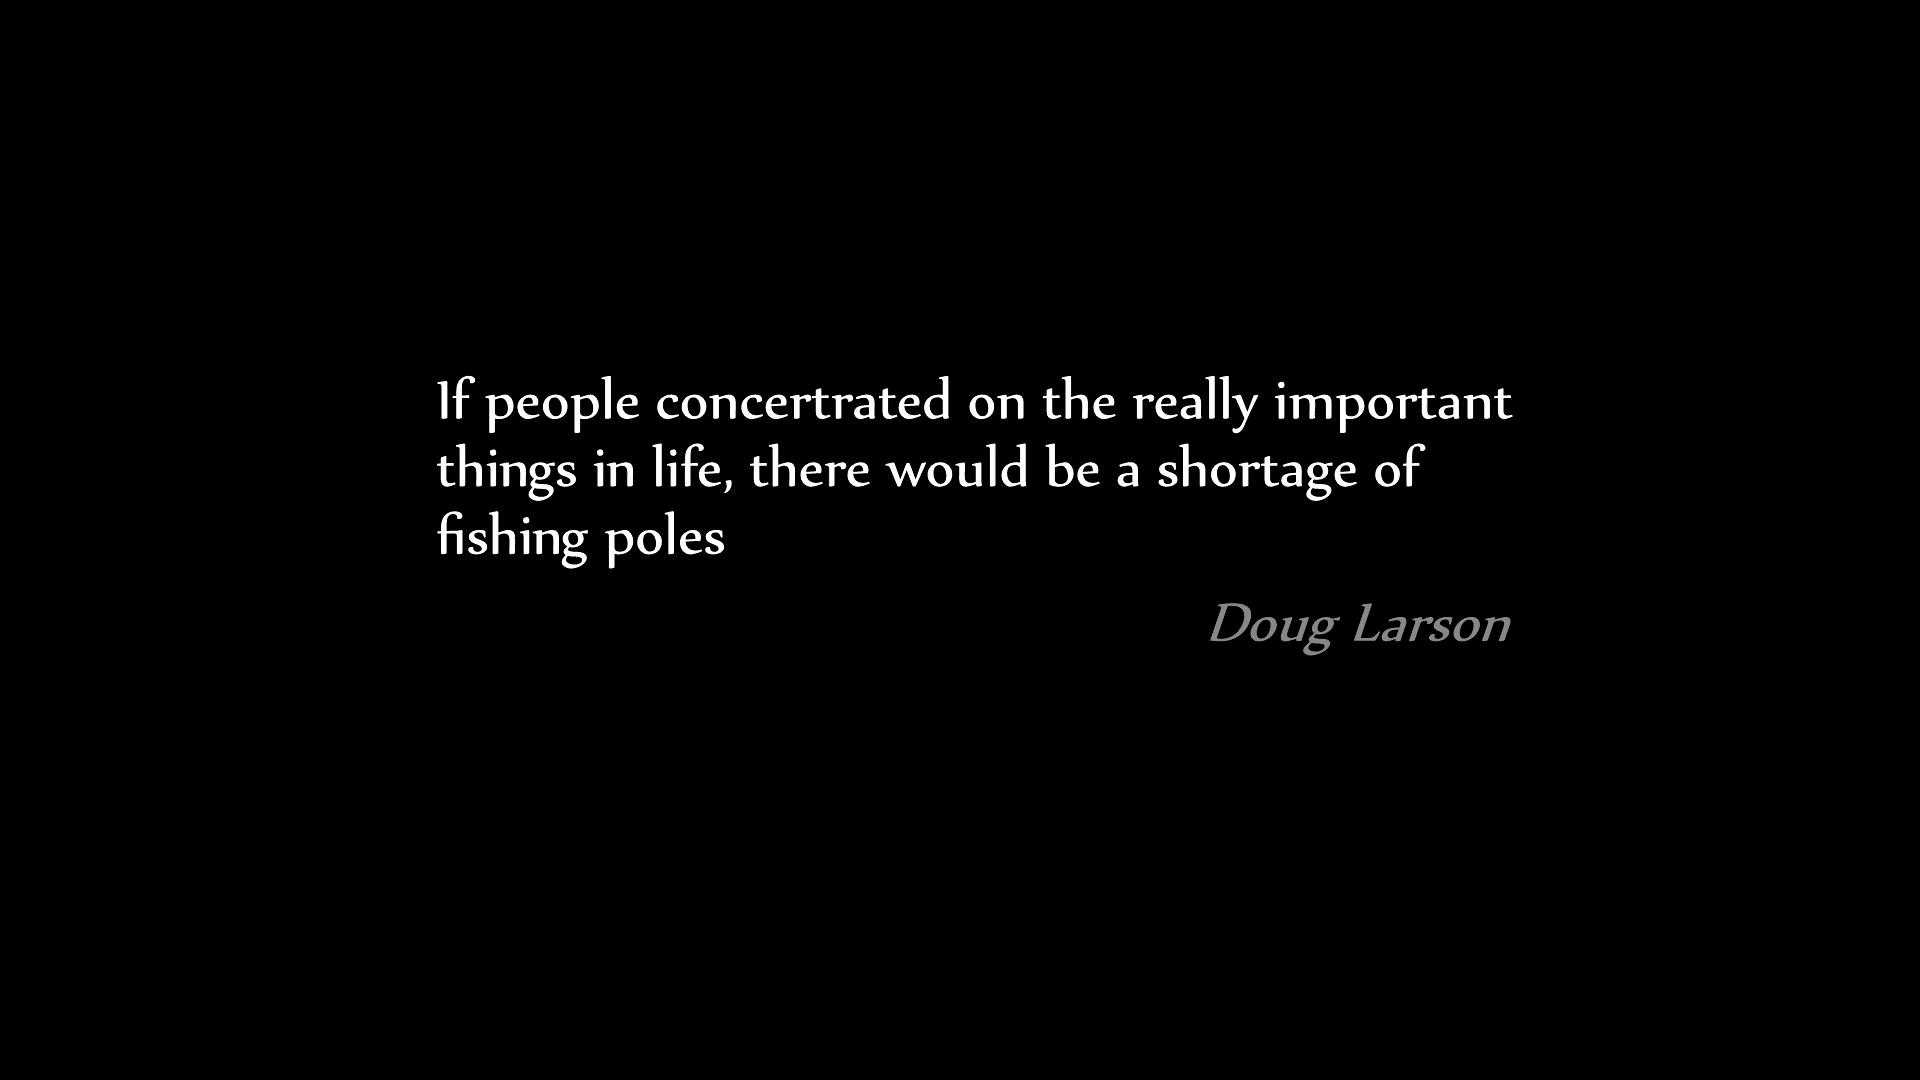 If people concertrated on the really important
things in life, there would be a shortage of
fishing poles
Doug Larson